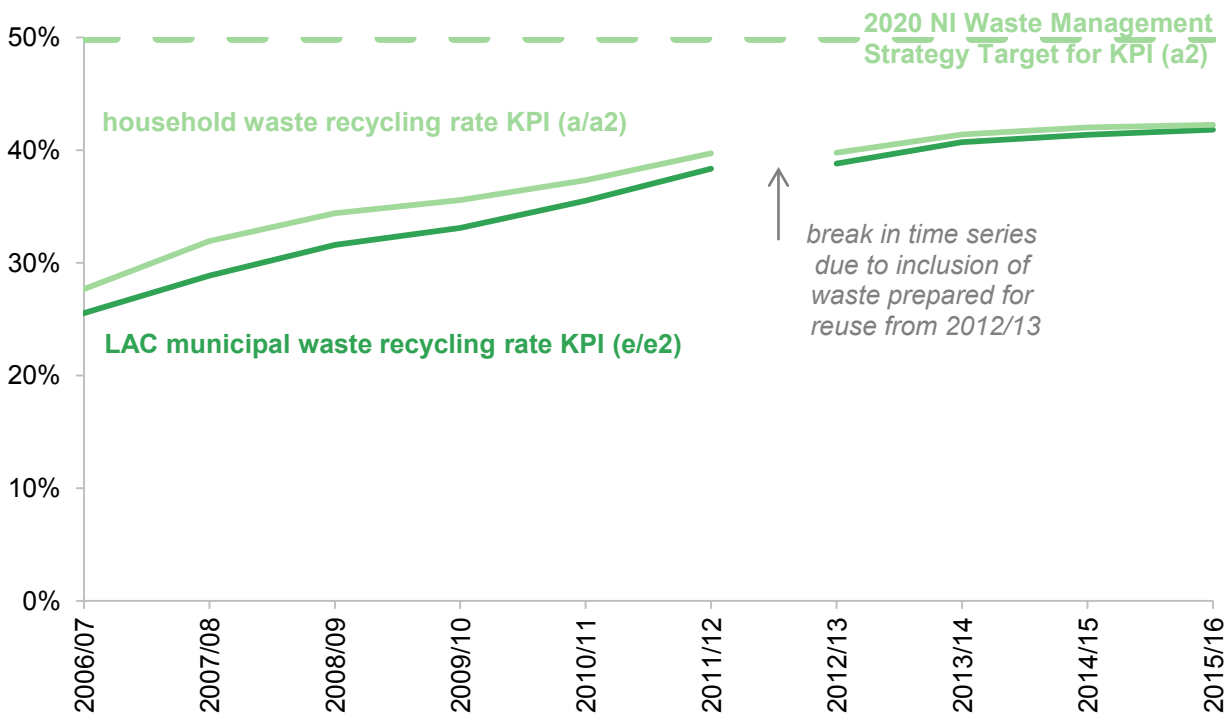 2020 NI Waste Management
Strategy Target for KPI (a2)
50%
household waste recycling rate KPI (a/a2)
40%
break in time series
due to inclusion of
waste prepared for
reuse from 2012/13
30%
LAC municipal waste recycling rate KPI (e/e2)
20%
10%
0%
2006/07
2007/08
2008/09
2009/10
2010/11
2011/12
2012/13
2013/14
2014/15
2015/16